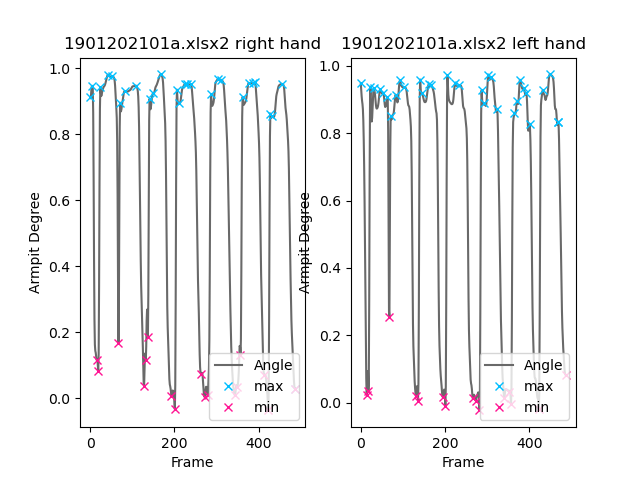 1901202101a.xlsx2 right hand
1901202101a.xlsx2 left hand
Armpit Degree
1.0
0.8
0.6
0.4
0.2
0.0
0
200
400
Frame
Angle
max
min
Armpit Degree
1.0
0.8
0.6
0.4
0.2
0.0
0
200
400
Frame
Angle
max
min